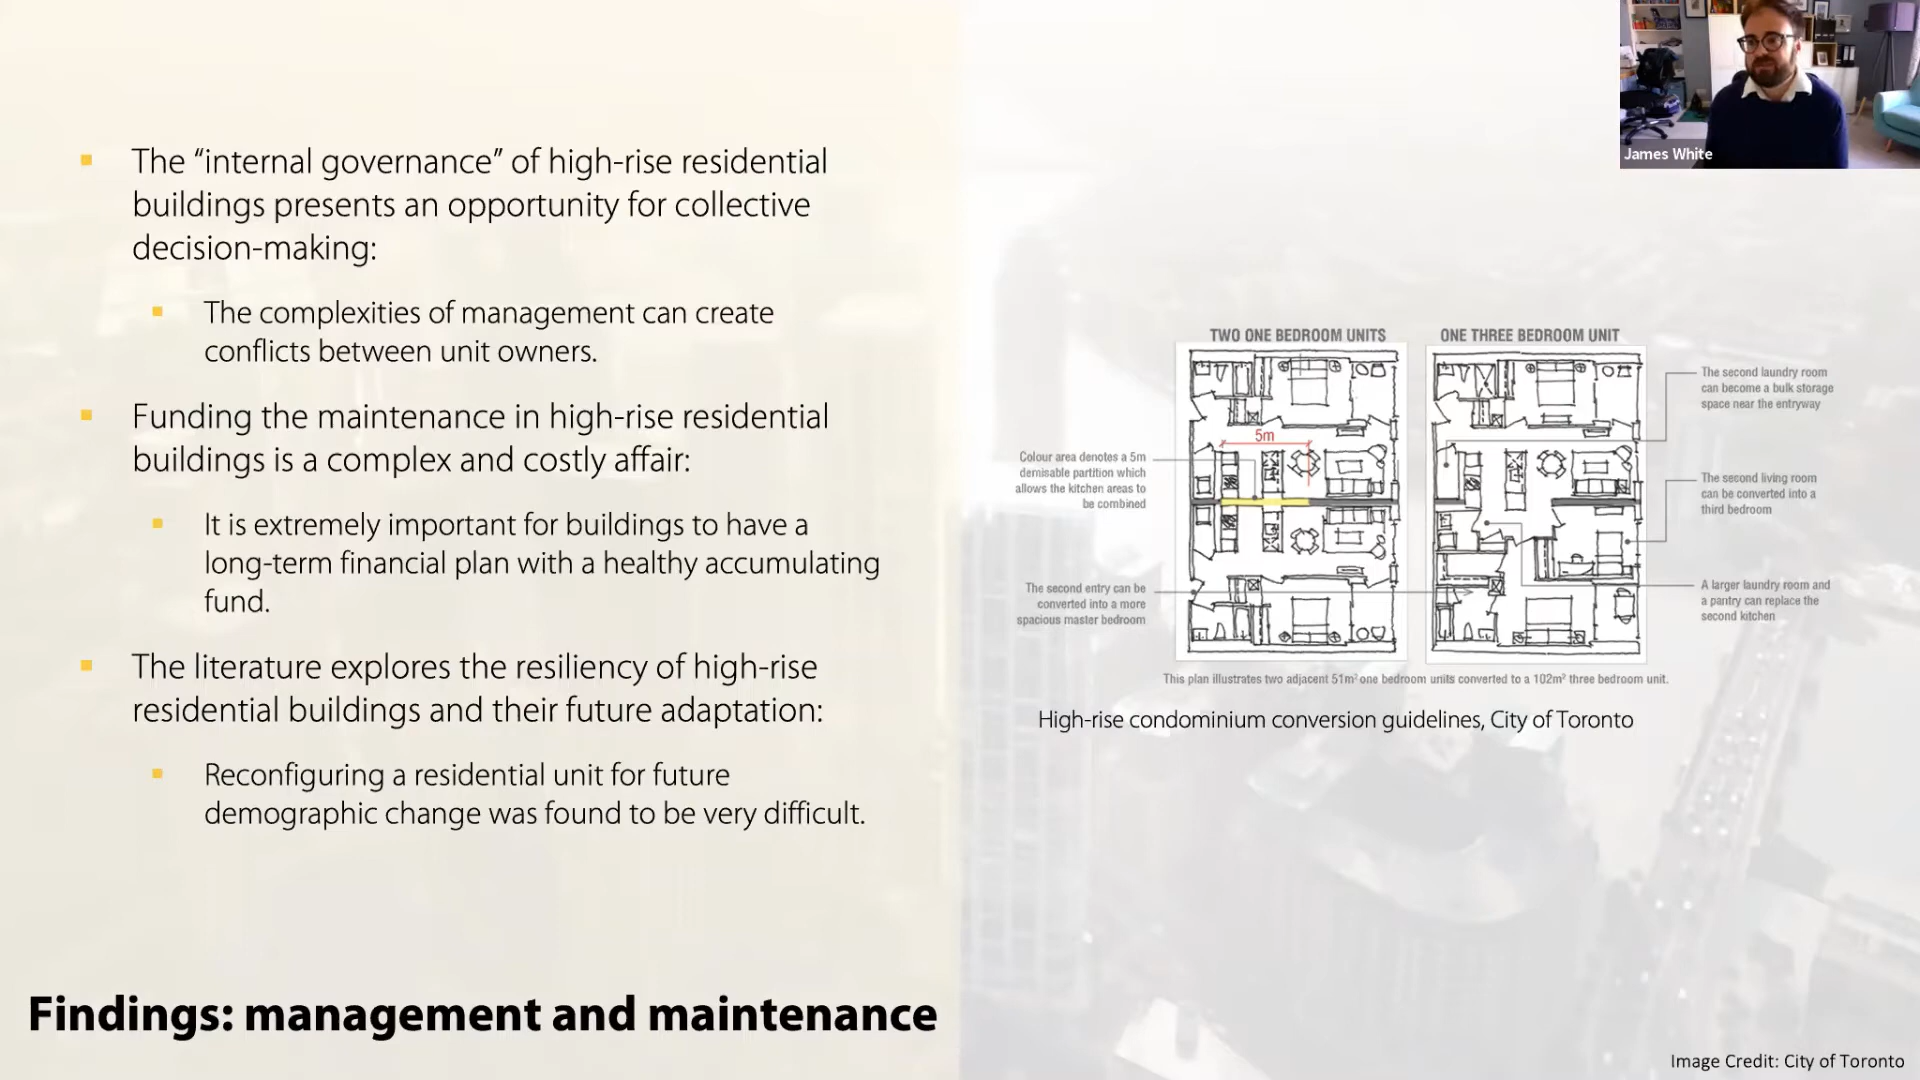 The “internal governance” of high-rise residential
buildings presents an opportunity for collective
decision-making:
The complexities of management can create
conflicts between unit owners.
Funding the maintenance in high-rise residential
buildings is a complex and costly affair:
It is extremely important for buildings to have a
long-term financial plan with a healthy accumulating
fund.
The literature explores the resiliency of high-rise
residential buildings and their future adaptation:
Reconfiguring a residential unit for future
demographic change was found to be very difficult.
Findings: management and maintenance
James White
TWO ONE BEDROOM UNITS
ONE THREE BEDROOM UNIT
5m
Colour area denotes a 5m
demisable partition which
allows the kitchen areas to
be combined
The second entry can be
converted into a more
spacious master bedroom
The second laundry room
can become a bulk storage
space near the entryway
The second living room
can be converted into a
third bedroom
A larger laundry room and
a pantry can replace the
second kitchen
This plan illustrates two adjacent 51m² one bedroom units converted to a 102m² three bedroom unit.
High-rise condominium conversion guidelines, City of Toronto
Image Credit: City of Toronto